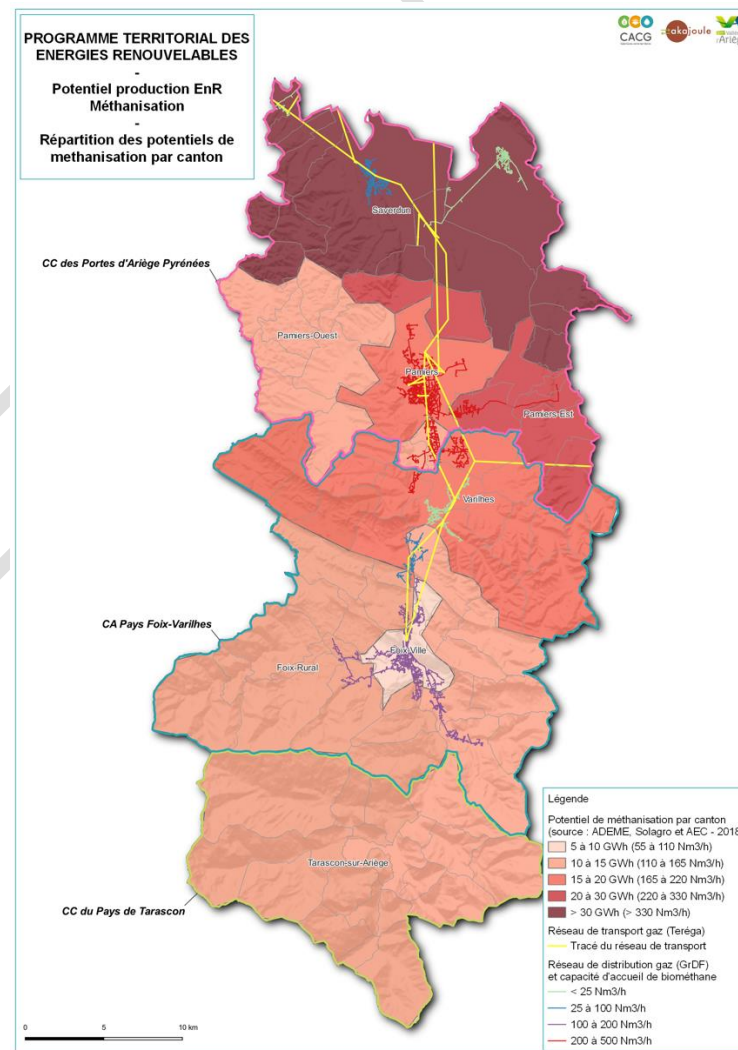 PROGRAMME TERRITORIAL DES
ENERGIES RENOUVELABLES
-
Potentiel production EnR
Méthanisation
-
Répartition des potentiels de
methanisation par canton
CACG
akajoule
Ariège
Saverdun
CC des Portes d'Ariège Pyrénées
Pamiers-Ouest
Pamiers
Pamiers-Est
Varilhes
CA Pays Foix-Varilhes
Foix-Ville
Foix-Rural
Tarascon-sur-Ariège
CC du Pays de Tarascon
Légende
Potentiel de méthanisation par canton
(source : ADEME, Solagro et AEC - 2018
5 à 10 GWh (55 à 110 Nm3/h)
10 à 15 GWh (110 à 165 Nm3/h)
15 à 20 GWh (165 à 220 Nm3/h)
20 à 30 GWh (220 à 330 Nm3/h)
> 30 GWh (> 330 Nm3/h)
Réseau de transport gaz (Teréga)
Tracé du réseau de transport
Réseau de distribution gaz (GrDF)
et capacité d'accueil de biométhane
< 25 Nm3/h
25 à 100 Nm3/h
100 à 200 Nm3/h
200 à 500 Nm3/h
0 5 10 km